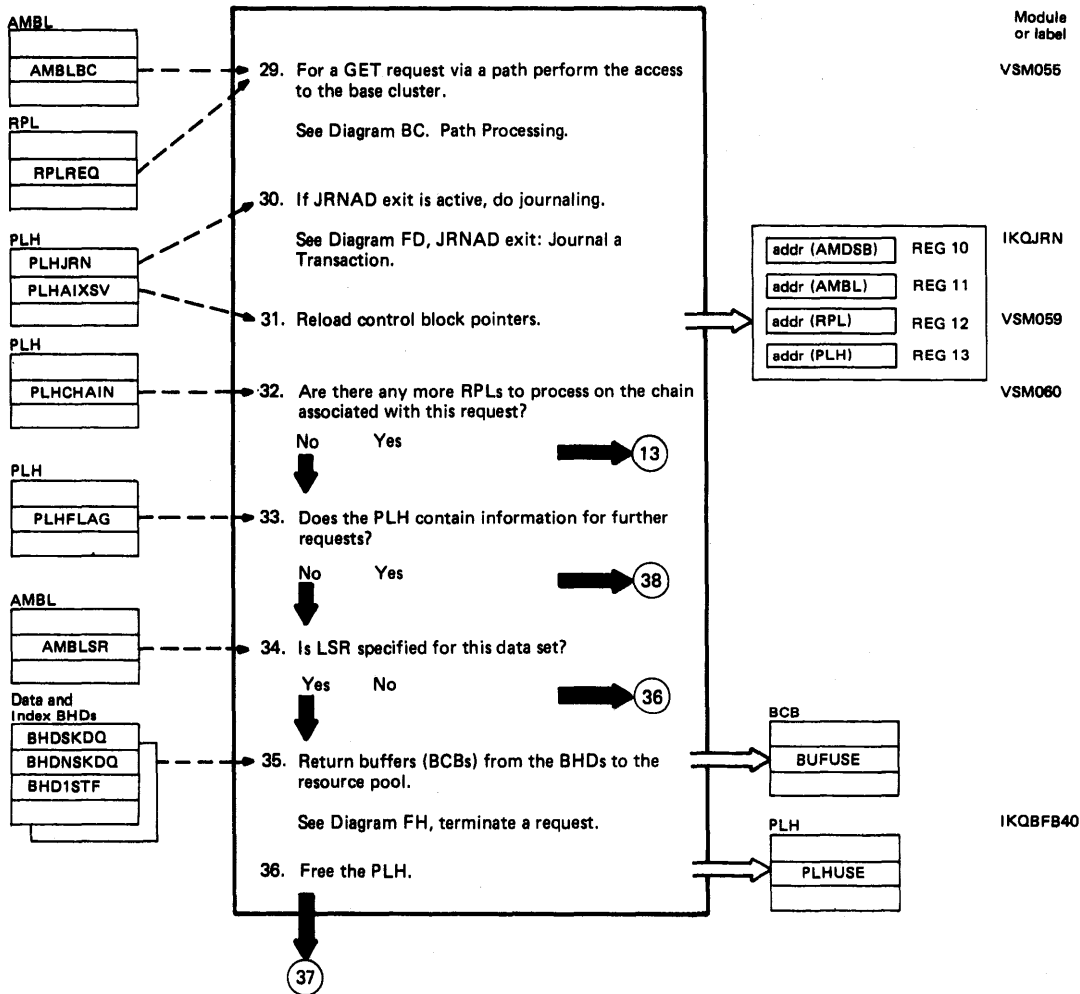 AMBL
Module
or label
AMBLBC
29. For a GET request via a path perform the access
to the base cluster.
VSM055
See Diagram BC. Path Processing.
RPL
RPLREQ
30. If JRNAD exit is active, do journaling.
See Diagram FD, JRNAD exit: Journal a
Transaction.
IKQJRN
PLH
PLHJRN
PLHAIXSV
addr (AMDSB) REG 10
addr (AMBL) REG 11
addr (RPL) REG 12
addr (PLH) REG 13
31. Reload control block pointers.
VSM059
PLH
PLHCHAIN
32. Are there any more RPLs to process on the chain
associated with this request?
VSM060
No Yes
13
PLH
PLHFLAG
33. Does the PLH contain information for further
requests?
No Yes
38
AMBL
AMBLSR
34. Is LSR specified for this data set?
Yes No
36
Data and
Index BHDs
BHDSKDQ
BHDNSKDQ
BHD1STF
35. Return buffers (BCBs) from the BHDs to the
resource pool.
BCB
BUFUSE
See Diagram FH, terminate a request.
IKQBFB40
36. Free the PLH.
PLH
PLHUSE
37